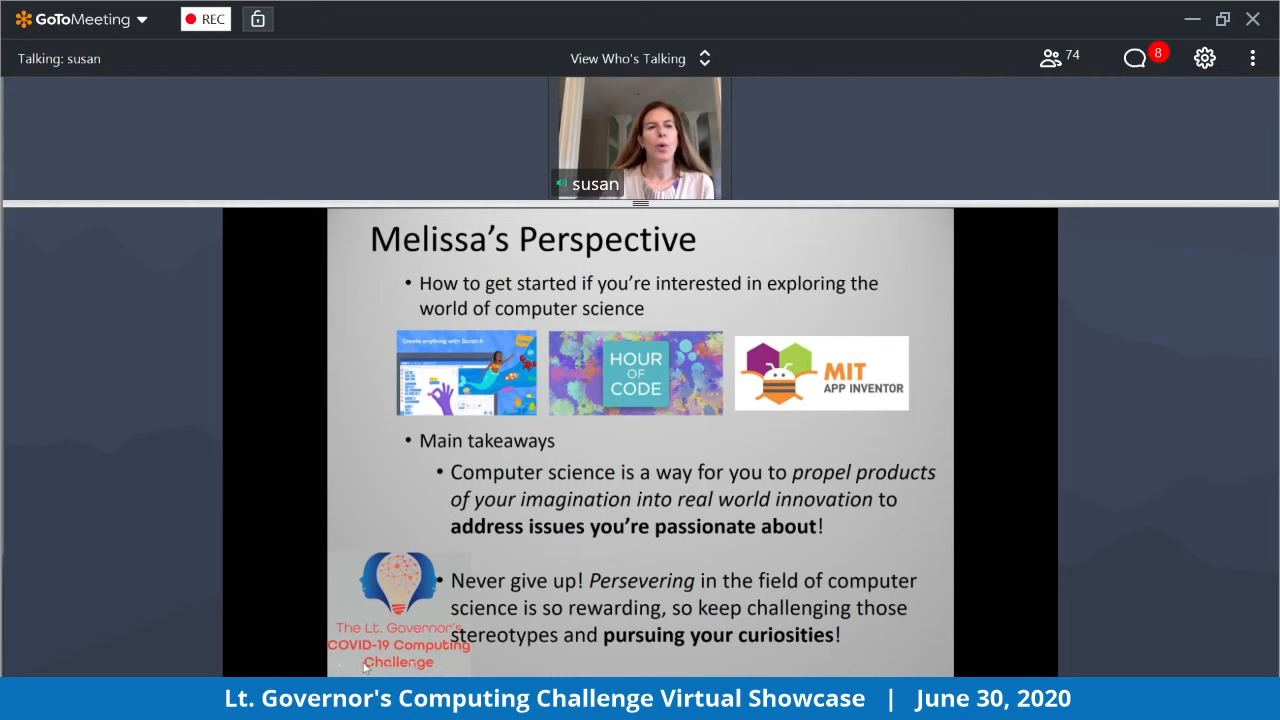 GoToMeeting
REC
Talking: susan
View Who's Talking
74
8
susan
Melissa's Perspective
• How to get started if you're interested in exploring the
world of computer science
Create anything with Scratch
HOUR
OF
CODE
MIT
APP INVENTOR
• Main takeaways
• Computer science is a way for you to propel products
of your imagination into real world innovation to
address issues you're passionate about!
• Never give up! Persevering in the field of computer
science is so rewarding, so keep challenging those
stereotypes and pursuing your curiosities!
The Lt. Governor's
COVID-19 Computing
Challenge
Lt. Governor's Computing Challenge Virtual Showcase | June 30, 2020